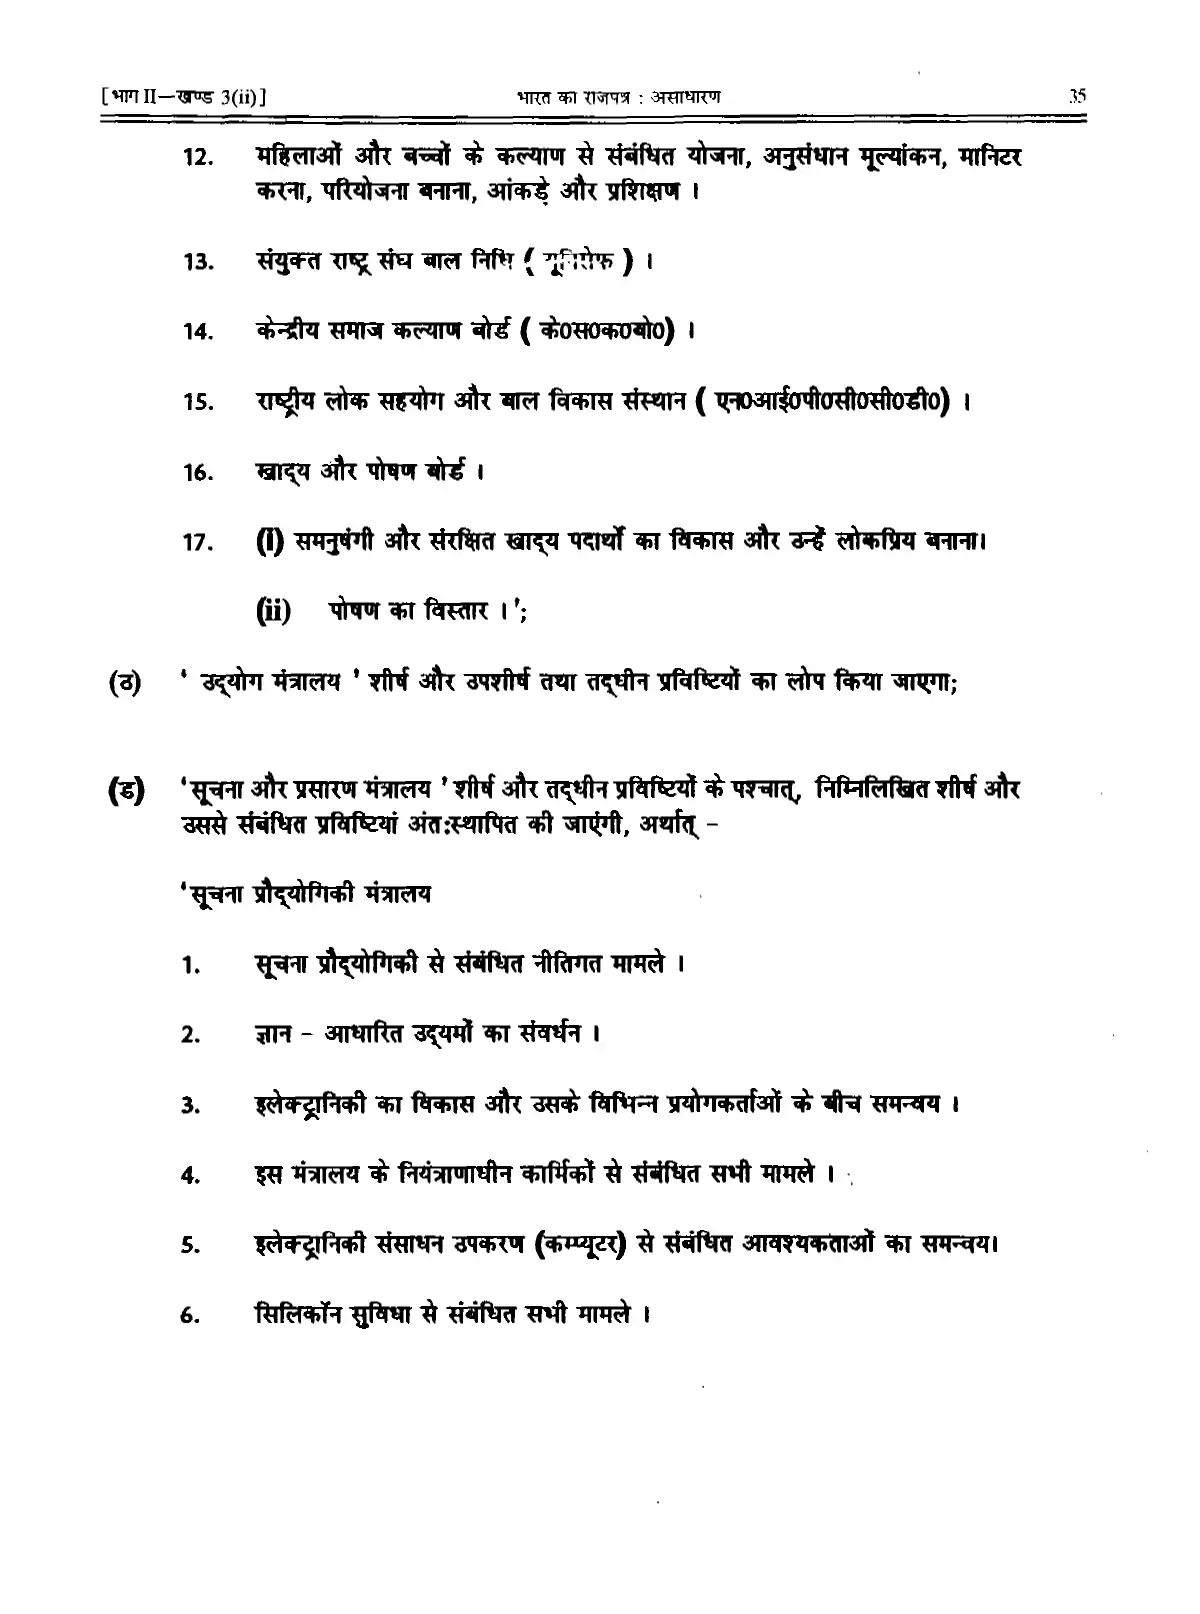 [भाग II—खण्ड 3(ii)]
भारत का राजपत्र : असाधारण
35
12. महिलाओं और बच्चों के कल्याण से संबंधित योजना, अनुसंधान मूल्यांकन, मानिटर
करना, परियोजना बनाना, आंकड़े और प्रशिक्षण ।
13. संयुक्त राष्ट्र संघ बाल निधि ( यूनिसेफ ) ।
14. केन्द्रीय समाज कल्याण बोर्ड ( के0स0क0बो0) ।
15. राष्ट्रीय लोक सहयोग और बाल विकास संस्थान ( एन0आई0पी0सी0सी0डी0) ।
16. खाद्य और पोषण बोर्ड ।
17. (i) समनुषंगी और संरक्षित खाद्य पदार्थों का विकास और उन्हें लोकप्रिय बनाना।
(ii) पोषण का विस्तार ।';
(ठ) ' उद्योग मंत्रालय ' शीर्ष और उपशीर्ष तथा तद्धीन प्रविष्टियों का लोप किया जाएगा;
(ड) 'सूचना और प्रसारण मंत्रालय ' शीर्ष और तद्धीन प्रविष्टियों के पश्चात्, निम्निलिखित शीर्ष और
उससे संबंधित प्रविष्टियां अंत:स्थापित की जाएंगी, अर्थात् -
'सूचना प्रौद्योगिकी मंत्रालय
1. सूचना प्रौद्योगिकी से संबंधित नीतिगत मामले ।
2. ज्ञान - आधारित उद्यमों का संवर्धन ।
3. इलेक्ट्रानिकी का विकास और उसके विभिन्न प्रयोगकर्ताओं के बीच समन्वय ।
4. इस मंत्रालय के नियंत्राणाधीन कार्मिकों से संबंधित सभी मामले ।
5. इलेक्ट्रानिकी संसाधन उपकरण (कम्प्यूटर) से संबंधित आवश्यकताओं का समन्वय।
6. सिलिकॉन सुविधा से संबंधित सभी मामले ।